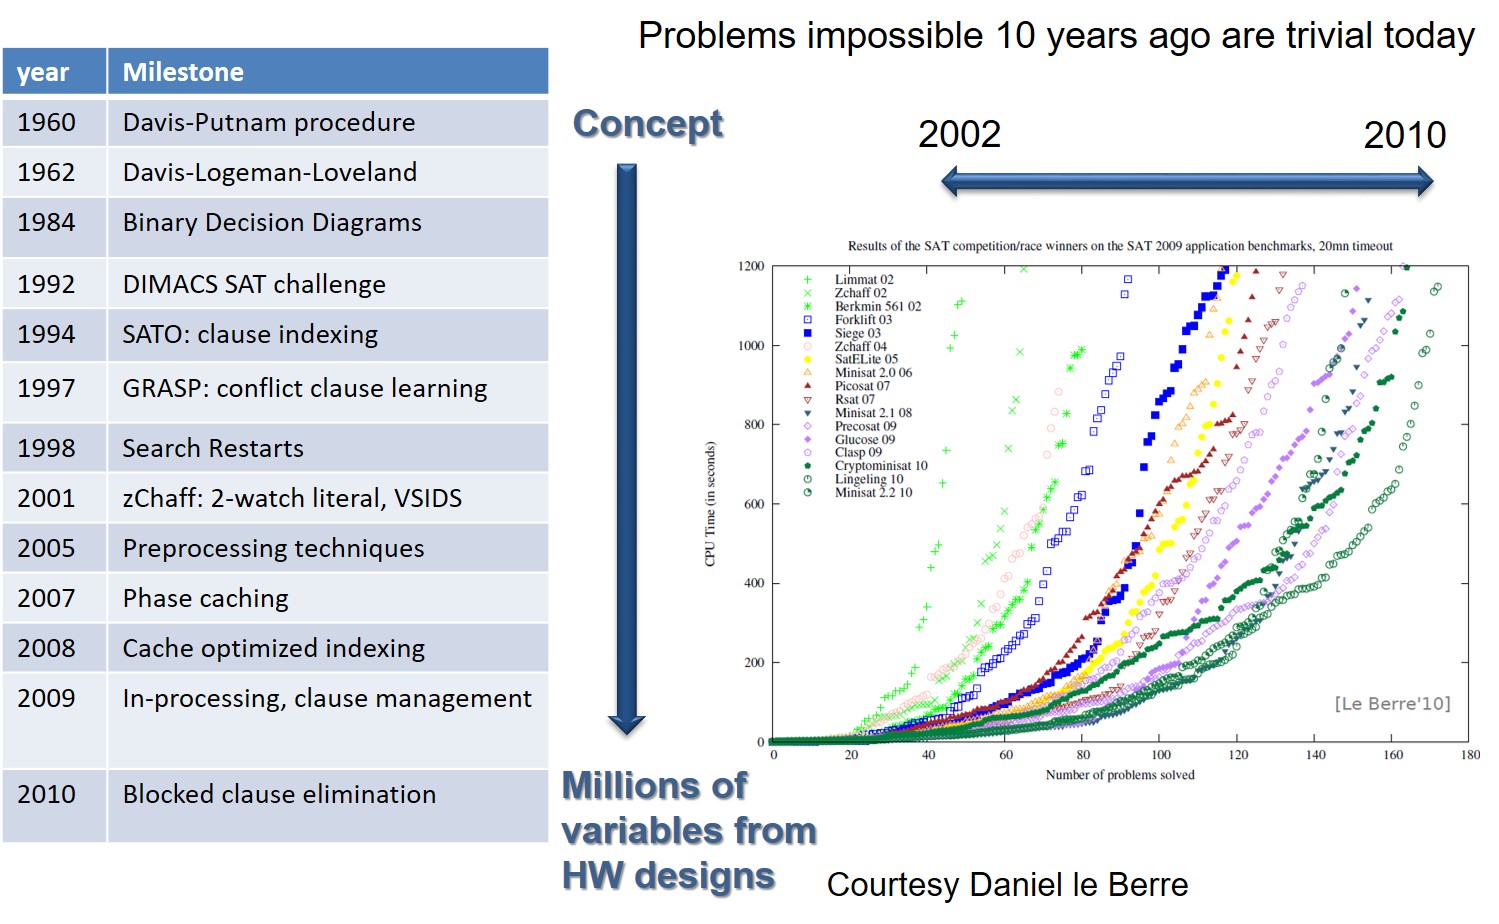 Problems impossible 10 years ago are trivial today
year Milestone
1960 Davis-Putnam procedure
1962 Davis-Logeman-Loveland
1984 Binary Decision Diagrams
1992 DIMACS SAT challenge
1994 SATO: clause indexing
1997 GRASP: conflict clause learning
1998 Search Restarts
2001 zChaff: 2-watch literal, VSIDS
2005 Preprocessing techniques
2007 Phase caching
2008 Cache optimized indexing
2009 In-processing, clause management
2010 Blocked clause elimination
Concept
Millions of
variables from
HW designs
2002 2010
Results of the SAT competition/race winners on the SAT 2009 application benchmarks, 20mn timeout
Limmat 02
Zchaff 02
Berkmin 561 02
Forklift 03
Siege 03
Zchaff 04
SatELite 05
Minisat 2.0 06
Picosat 07
Rsat 07
Minisat 2.1 08
Precosat 09
Glucose 09
Clasp 09
Cryptominisat 10
Lingeling 10
Minisat 2.2 10
CPU Time (in seconds)
1200
1000
800
600
400
200
0
0 20 40 60 80 100 120 140 160 180
Number of problems solved
[Le Berre'10]
Courtesy Daniel le Berre